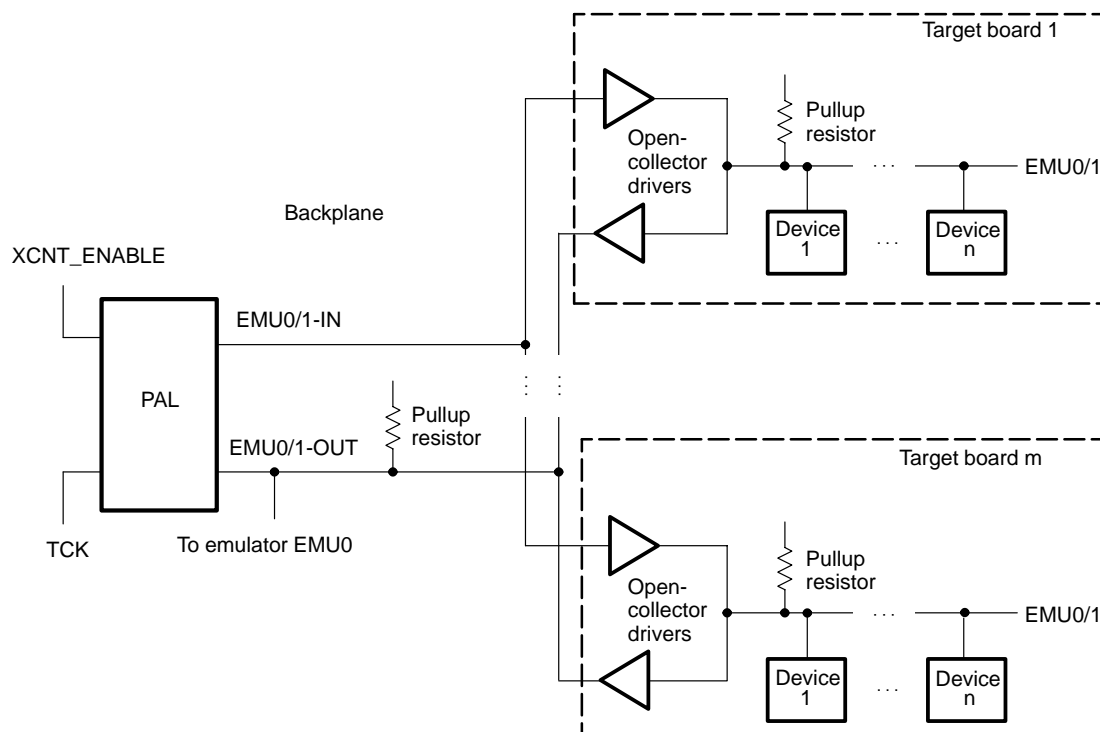 Target board 1
Pullup
resistor
Open-
collector
drivers
EMU0/1
Backplane
Device
1
. . .
Device
n
XCNT_ENABLE
EMU0/1-IN
PAL
Pullup
resistor
EMU0/1-OUT
Target board m
TCK
To emulator EMU0
Pullup
resistor
Open-
collector
drivers
EMU0/1
Device
1
. . .
Device
n